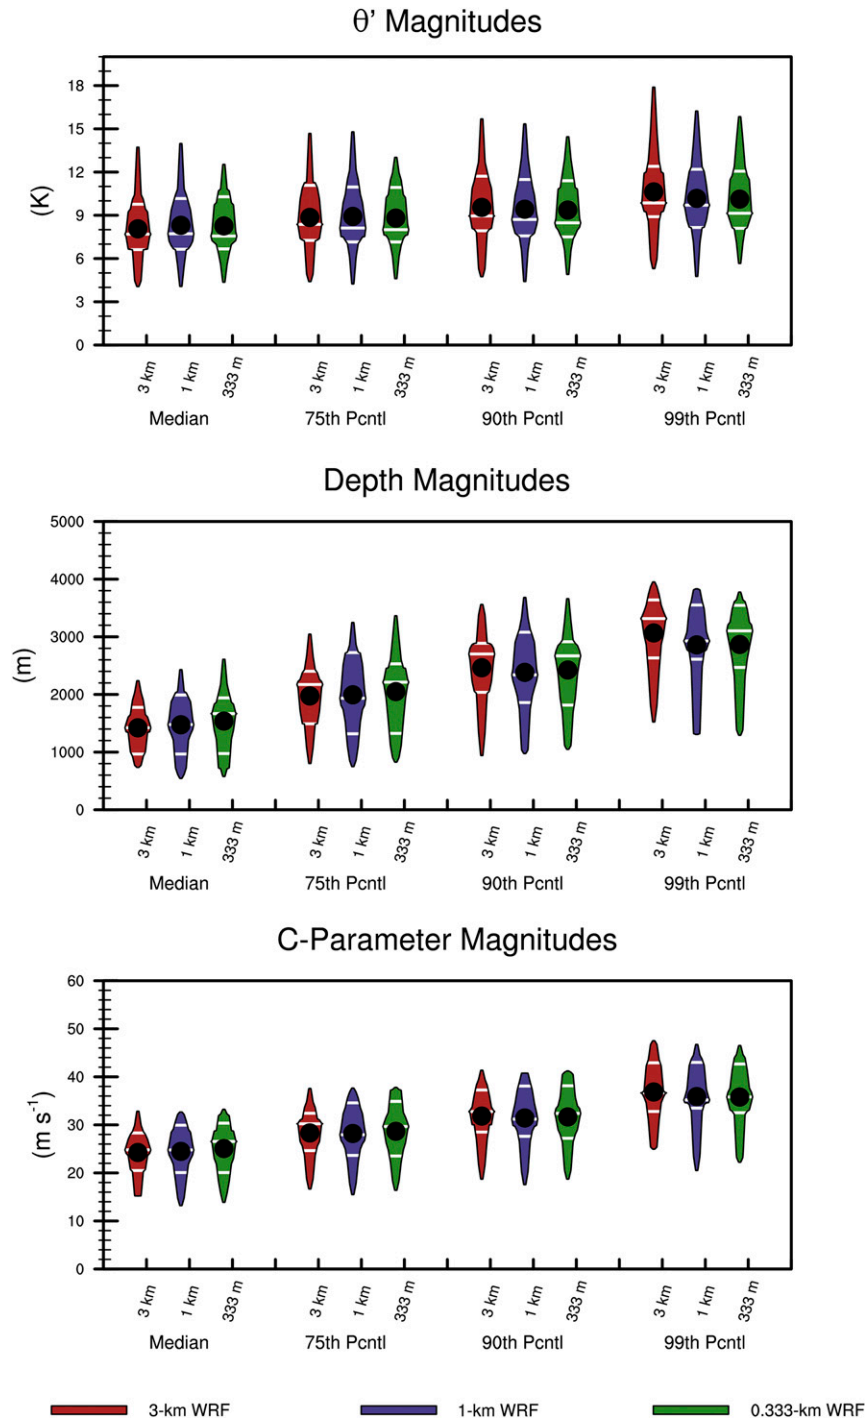 θ’ Magnitudes
18
15
12
9
6
3
0
(K)
3 km 1 km 333 m 3 km 1 km 333 m 3 km 1 km 333 m 3 km 1 km 333 m
Median 75th Pcntl 90th Pcntl 99th Pcntl
Depth Magnitudes
5000
4000
3000
2000
1000
0
(m)
3 km 1 km 333 m 3 km 1 km 333 m 3 km 1 km 333 m 3 km 1 km 333 m
Median 75th Pcntl 90th Pcntl 99th Pcntl
C-Parameter Magnitudes
60
50
40
30
20
10
0
(m s⁻¹)
3 km 1 km 333 m 3 km 1 km 333 m 3 km 1 km 333 m 3 km 1 km 333 m
Median 75th Pcntl 90th Pcntl 99th Pcntl
3-km WRF 1-km WRF 0.333-km WRF